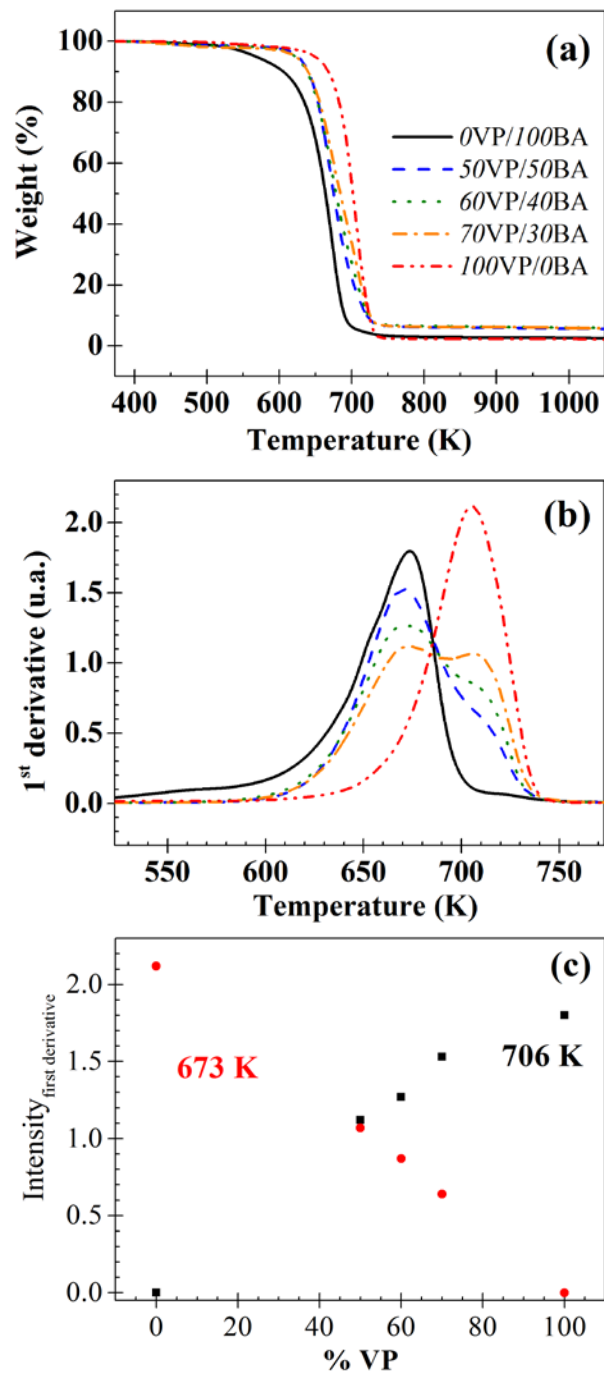 (a)
100
80
60
40
20
0
Weight (%)
0VP/100BA
50VP/50BA
60VP/40BA
70VP/30BA
100VP/0BA
400 500 600 700 800 900 1000
Temperature (K)
(b)
2.0
1.5
1.0
0.5
0.0
1st derivative (u.a.)
550 600 650 700 750
Temperature (K)
(c)
2.0
1.5
1.0
0.5
0.0
Intensity first derivative
673 K
706 K
0 20 40 60 80 100
% VP